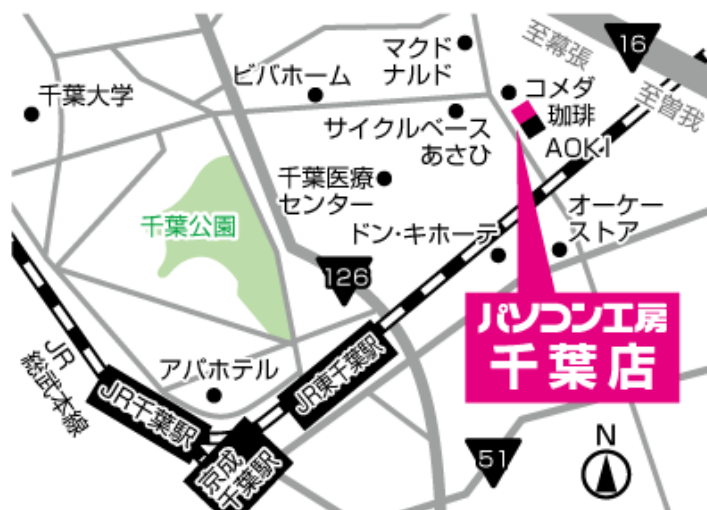 至幕張
16
至曽我
マクド
ナルド
ビバホーム
コメダ
珈琲
千葉大学
サイクルベース
あさひ
AOKI
千葉医療
センター
千葉公園
ドン・キホーテ
オーケー
ストア
126
パソコン工房
千葉店
JR
総武本線
アパホテル
JR東千葉駅
JR千葉駅
京成
千葉駅
51
N